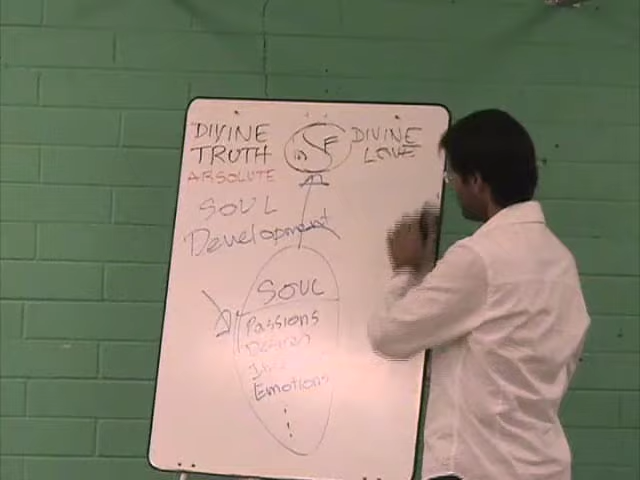 DIVINE TRUTH
ABSOLUTE
DIVINE LOVE
SOUL
Development
SOUL
Passions
Desires
Emotions